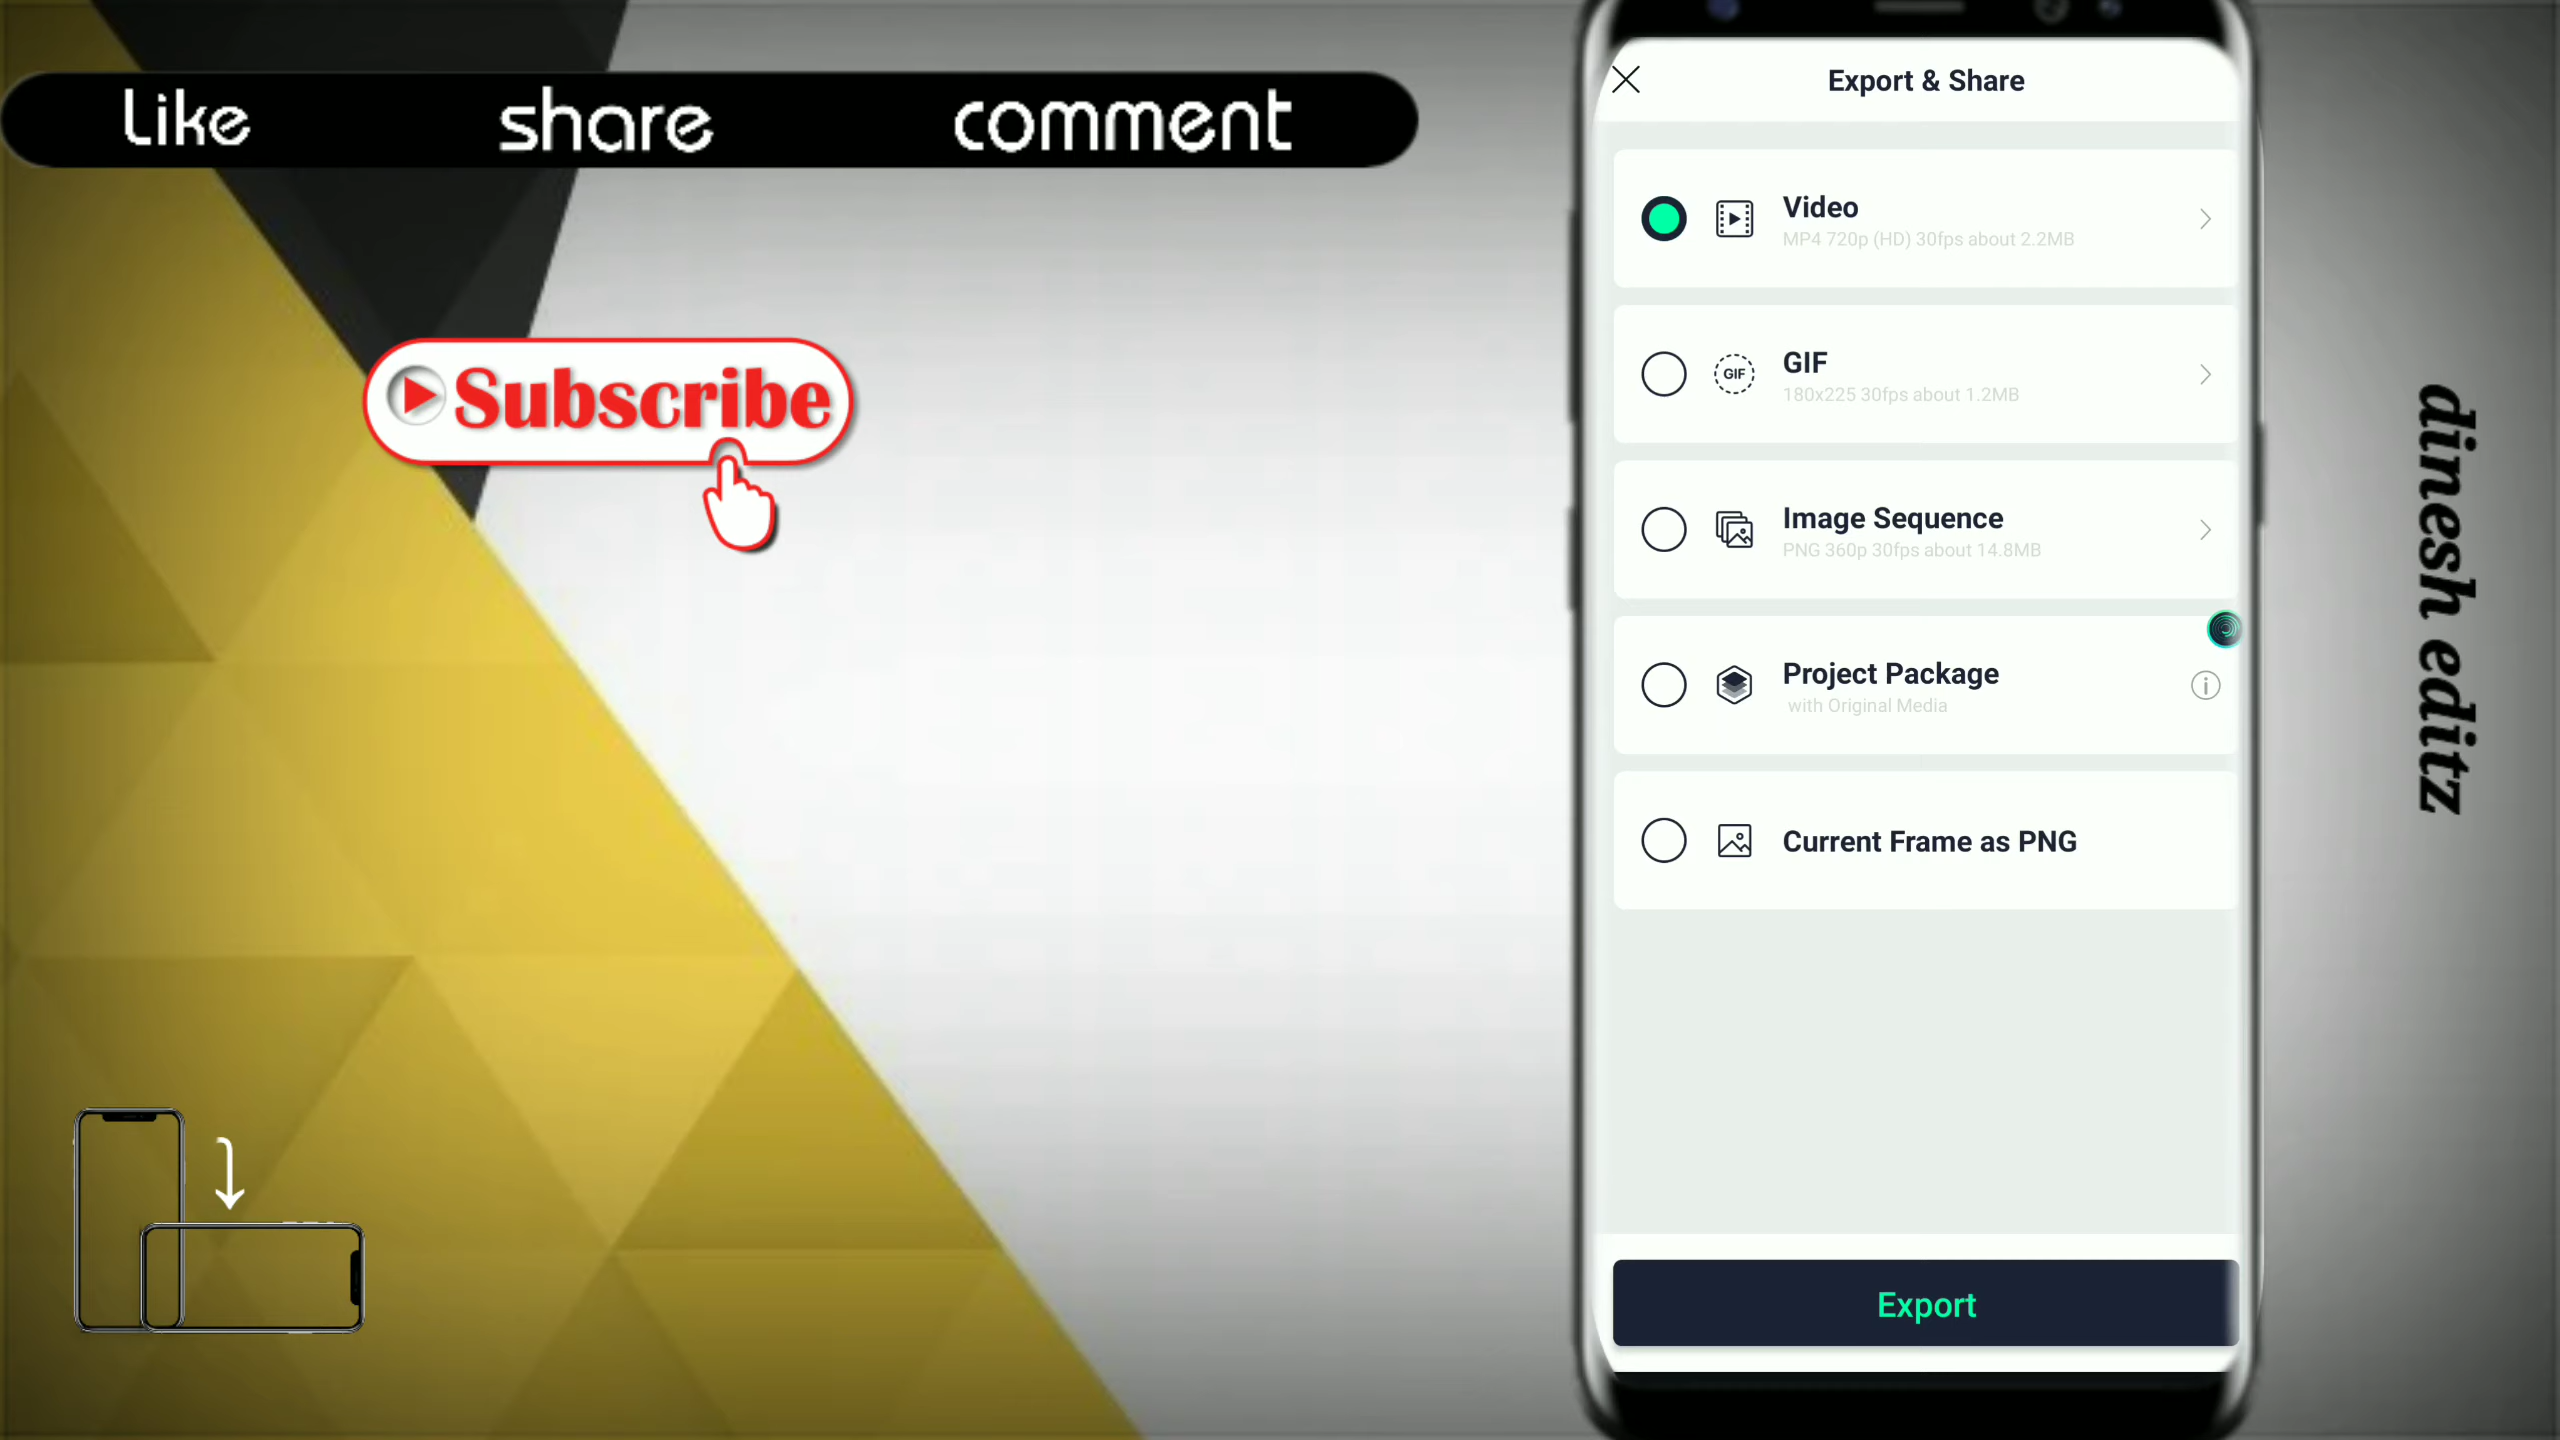 Like share comment
Subscribe
Export & Share
Video
MP4 720p (HD) 30fps about 2.2MB
GIF
GIF
180x225 30fps about 1.2MB
Image Sequence
PNG 360p 30fps about 14.8MB
Project Package
with Original Media
Current Frame as PNG
Export
dinesh editz